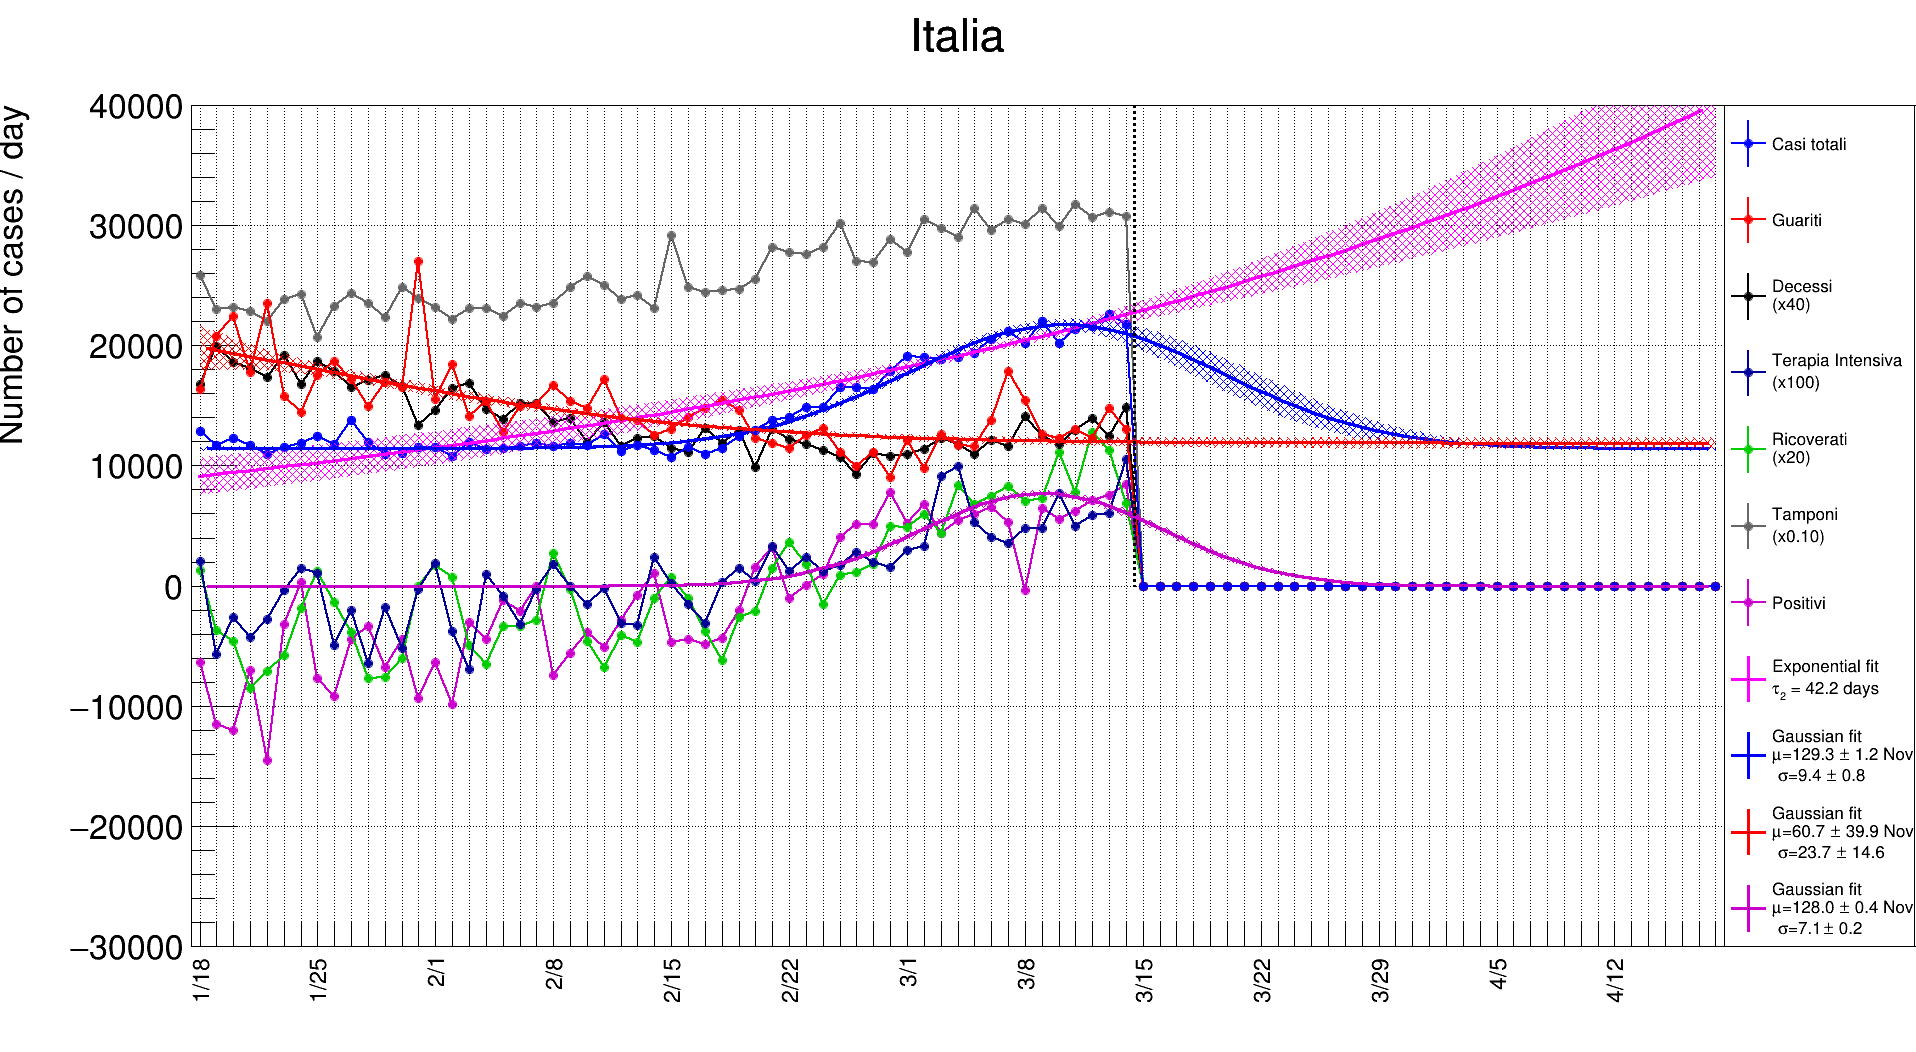 Italia
Number of cases / day
40000
30000
20000
10000
0
−10000
−20000
−30000
1/18
1/25
2/1
2/8
2/15
2/22
3/1
3/8
3/15
3/22
3/29
4/5
4/12
Casi totali
Guariti
Decessi
(x40)
Terapia Intensiva
(x100)
Ricoverati
(x20)
Tamponi
(x0.10)
Positivi
Exponential fit
τ2 = 42.2 days
Gaussian fit
μ=129.3 ± 1.2 Nov
σ=9.4 ± 0.8
Gaussian fit
μ=60.7 ± 39.9 Nov
σ=23.7 ± 14.6
Gaussian fit
μ=128.0 ± 0.4 Nov
σ=7.1 ± 0.2